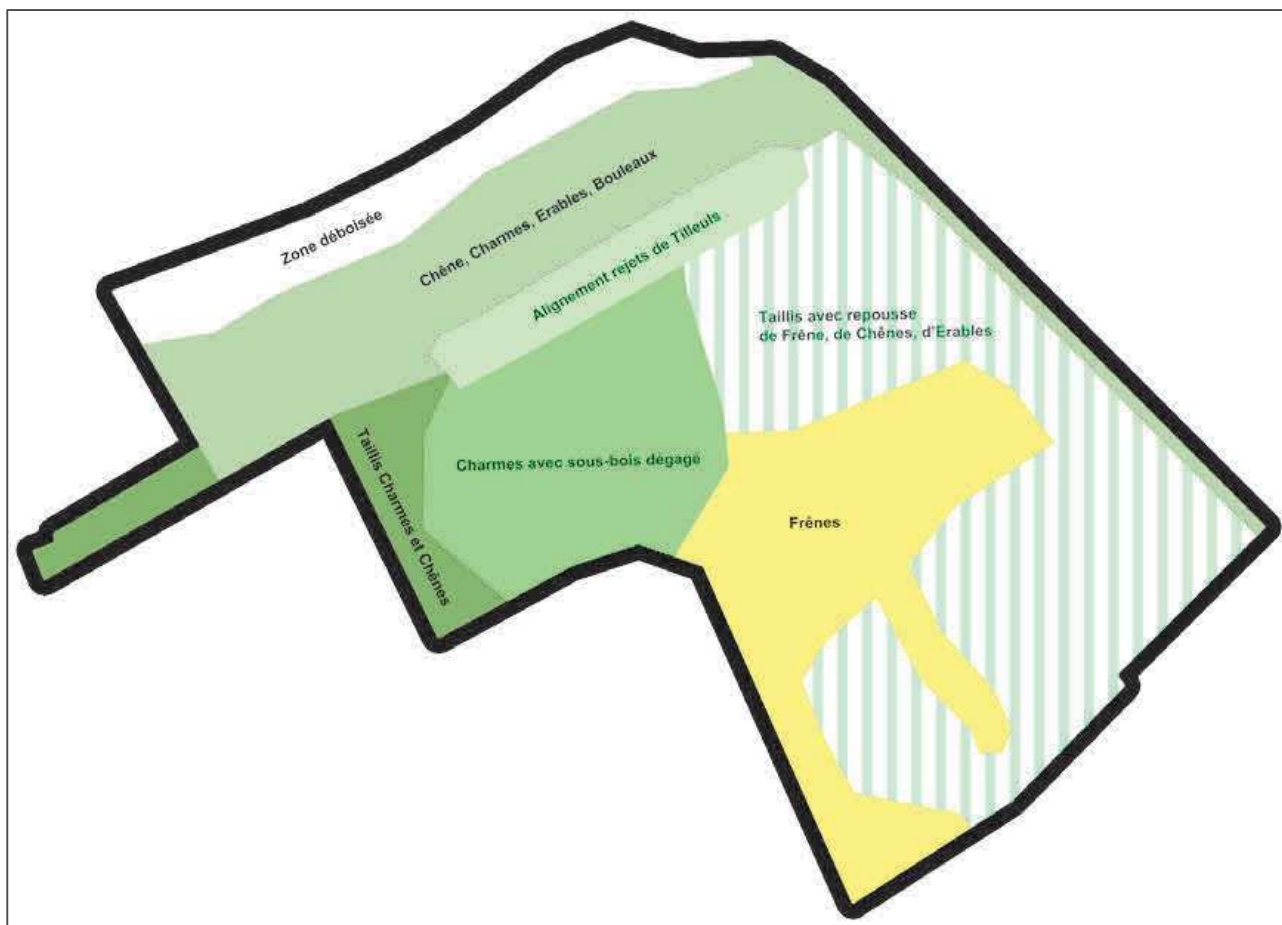 Zone déboisée
Chêne, Charmes, Erables, Bouleaux
Alignement rejets de Tilleuls
Taillis avec repousse
de Frêne, de Chênes, d'Erables
Taillis Charmes et Chênes
Charmes avec sous-bois dégagé
Frênes